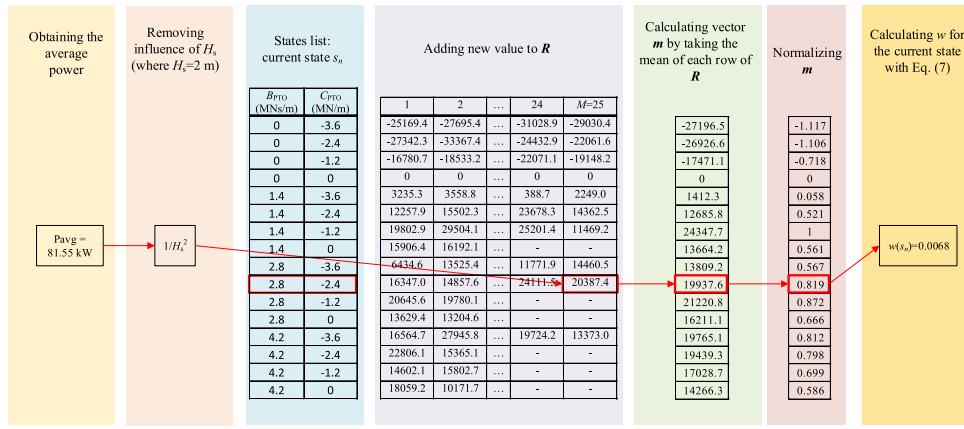 Obtaining the
average
power
Removing
influence of Hs
(where Hs=2 m)
States list:
current state sn
Adding new value to R
Calculating vector
m by taking the
mean of each row of
R
Normalizing
m
Calculating w for
the current state
with Eq. (7)
Pavg =
81.55 kW
1/Hs²
BPTO (MNs/m) CPTO (MN/m)
0 -3.6
0 -2.4
0 -1.2
0 0
1.4 -3.6
1.4 -2.4
1.4 -1.2
1.4 0
2.8 -3.6
2.8 -2.4
2.8 -1.2
2.8 0
4.2 -3.6
4.2 -2.4
4.2 -1.2
4.2 0
1 2 … 24 M=25
-25169.4 -27695.4 … -31028.9 -29030.4
-27342.3 -33367.4 … -24432.9 -22061.6
-16780.7 -18533.2 … -22071.1 -19148.2
0 0 … 0 0
3235.3 3558.8 … 388.7 2249.0
12257.9 15502.3 … 23678.3 14362.5
19802.9 29504.1 … 25201.4 11469.2
15906.4 16192.1 … - -
6434.6 13525.4 … 11771.9 14460.5
16347.0 14857.6 … 24111.5 20387.4
20645.6 19780.1 … - -
13629.4 13204.6 … - -
16564.7 27945.8 … 19724.2 13373.0
22806.1 15365.1 … - -
14602.1 15802.7 … - -
18059.2 10171.7 … - -
-27196.5
-26926.6
-17471.1
0
1412.3
12685.8
24347.7
13664.2
13809.2
19937.6
21220.8
16211.1
19765.1
19439.3
17028.7
14266.3
-1.117
-1.106
-0.718
0
0.058
0.521
1
0.561
0.567
0.819
0.872
0.666
0.812
0.798
0.699
0.586
w(sn)=0.0068